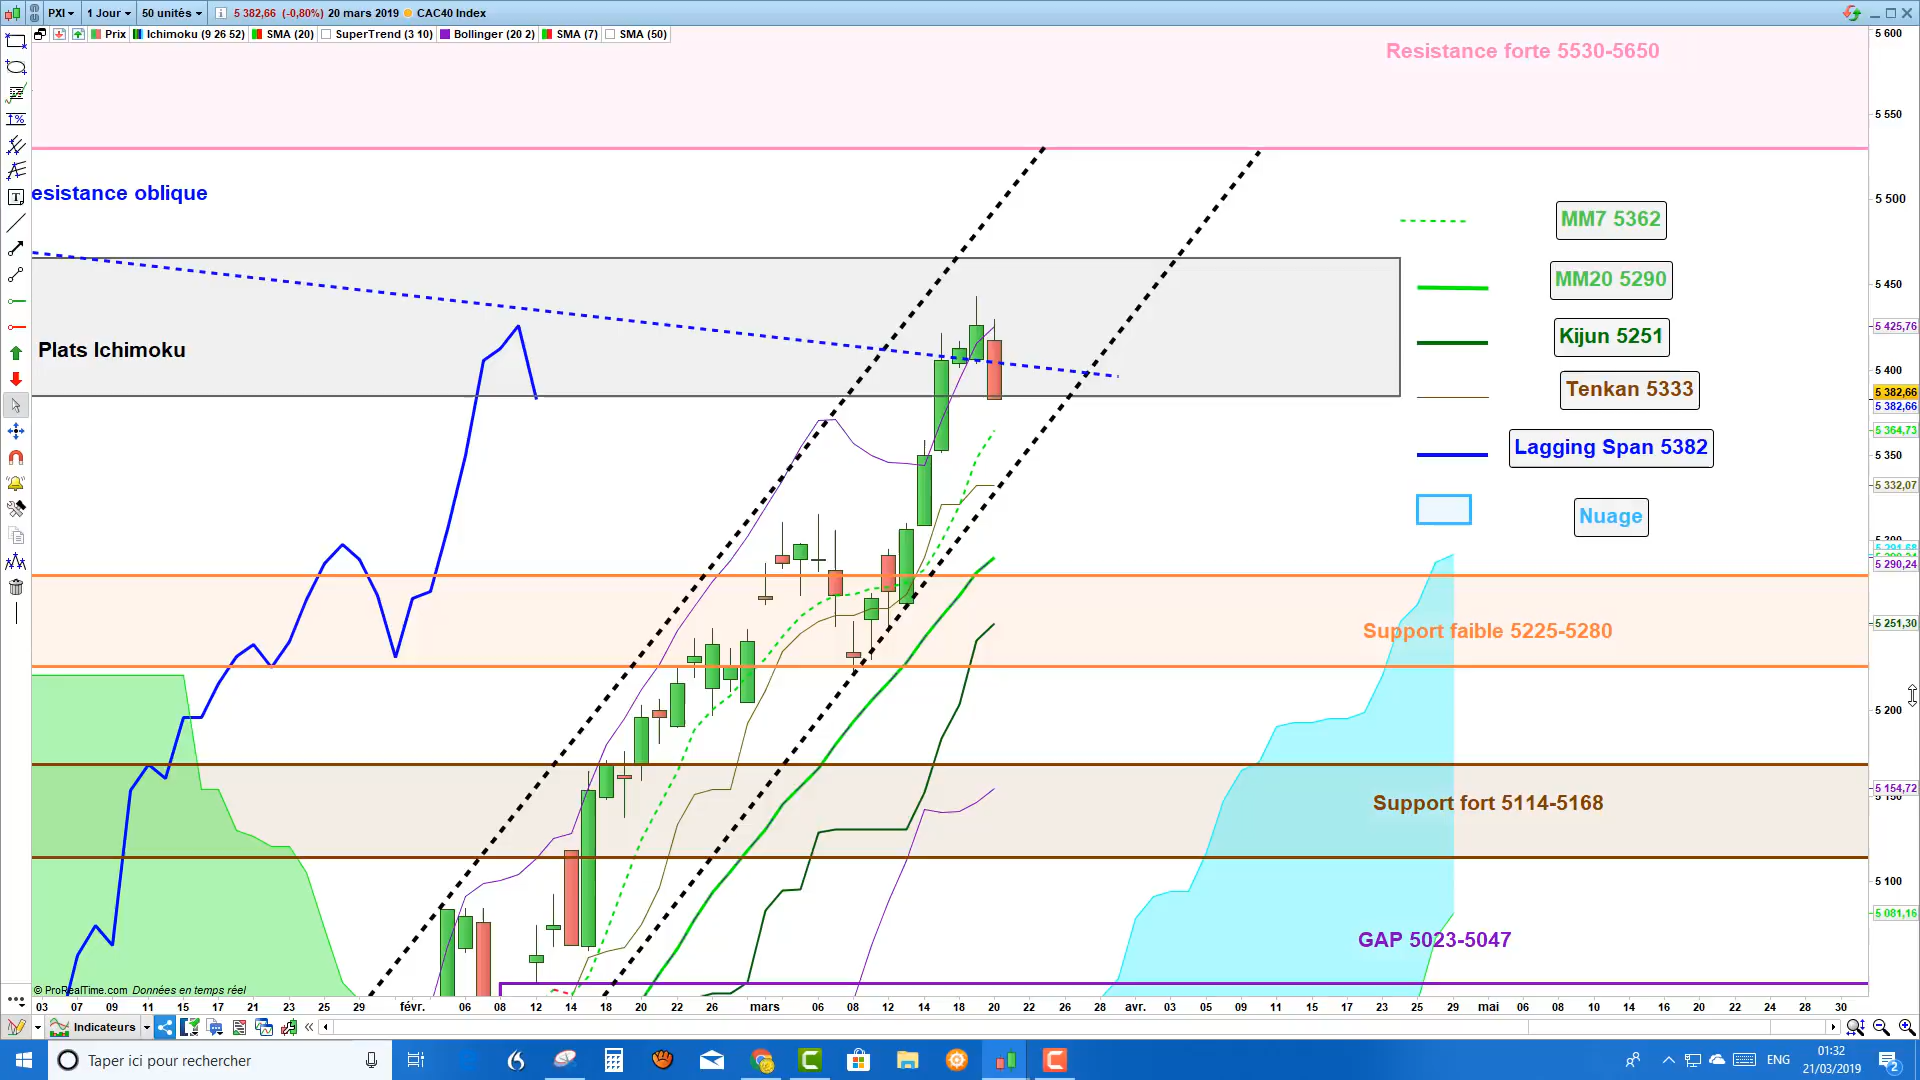 PXI 1 Jour 50 unités 5 382,66 (-0,80%) 20 mars 2019 CAC40 Index
Prix Ichimoku (9 26 52) SMA (20) SuperTrend (3 10) Bollinger (20 2) SMA (7) SMA (50)
5 600
Resistance forte 5530-5650
5 550
esistance oblique
5 500
MM7 5362
MM20 5290
5 450
5 425,76
Kijun 5251
Plats Ichimoku
5 400
Tenkan 5333
5 382,66
5 382,66
5 364,73
Lagging Span 5382
5 350
5 332,07
Nuage
5 290,24
5 251,30
Support faible 5225-5280
5 200
5 154,72
Support fort 5114-5168
5 100
5 081,16
GAP 5023-5047
© ProRealTime.com Données en temps réel
03 07 09 11 15 17 21 23 25 29 févr. 06 08 12 14 18 20 22 26 mars 06 08 12 14 18 20 22 26 28 avr. 03 05 09 11 15 17 23 25 29 mai 06 08 10 14 16 20 22 24 28 30
Indicateurs
Taper ici pour rechercher
ENG
01:32
21/03/2019
2